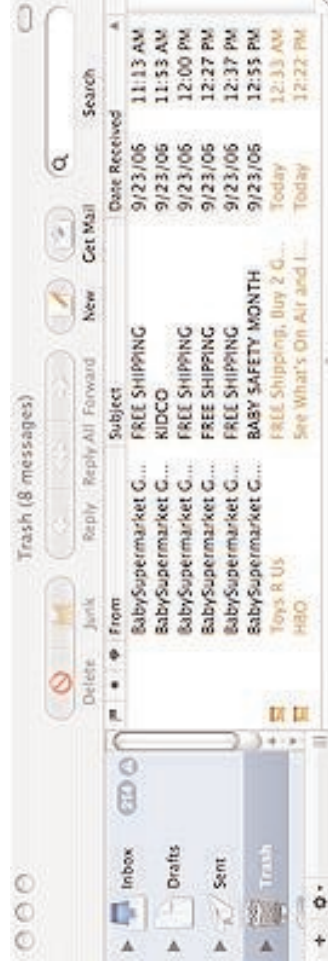 Trash (8 messages)
Delete Junk Reply Reply All Forward New Get Mail Search
From Subject Date Received
BabySupermarket G... FREE SHIPPING 9/23/06 11:13 AM
BabySupermarket G... KIDCO 9/23/06 11:53 AM
BabySupermarket G... FREE SHIPPING 9/23/06 12:00 PM
BabySupermarket G... FREE SHIPPING 9/23/06 12:27 PM
BabySupermarket G... FREE SHIPPING 9/23/06 12:37 PM
BabySupermarket G... BABY SAFETY MONTH 9/23/06 12:55 PM
Toys R Us FREE Shipping, Buy 2 G... Today 12:33 AM
HBO See What's On Air and I... Today 12:22 PM
Inbox
Drafts
Sent
Trash